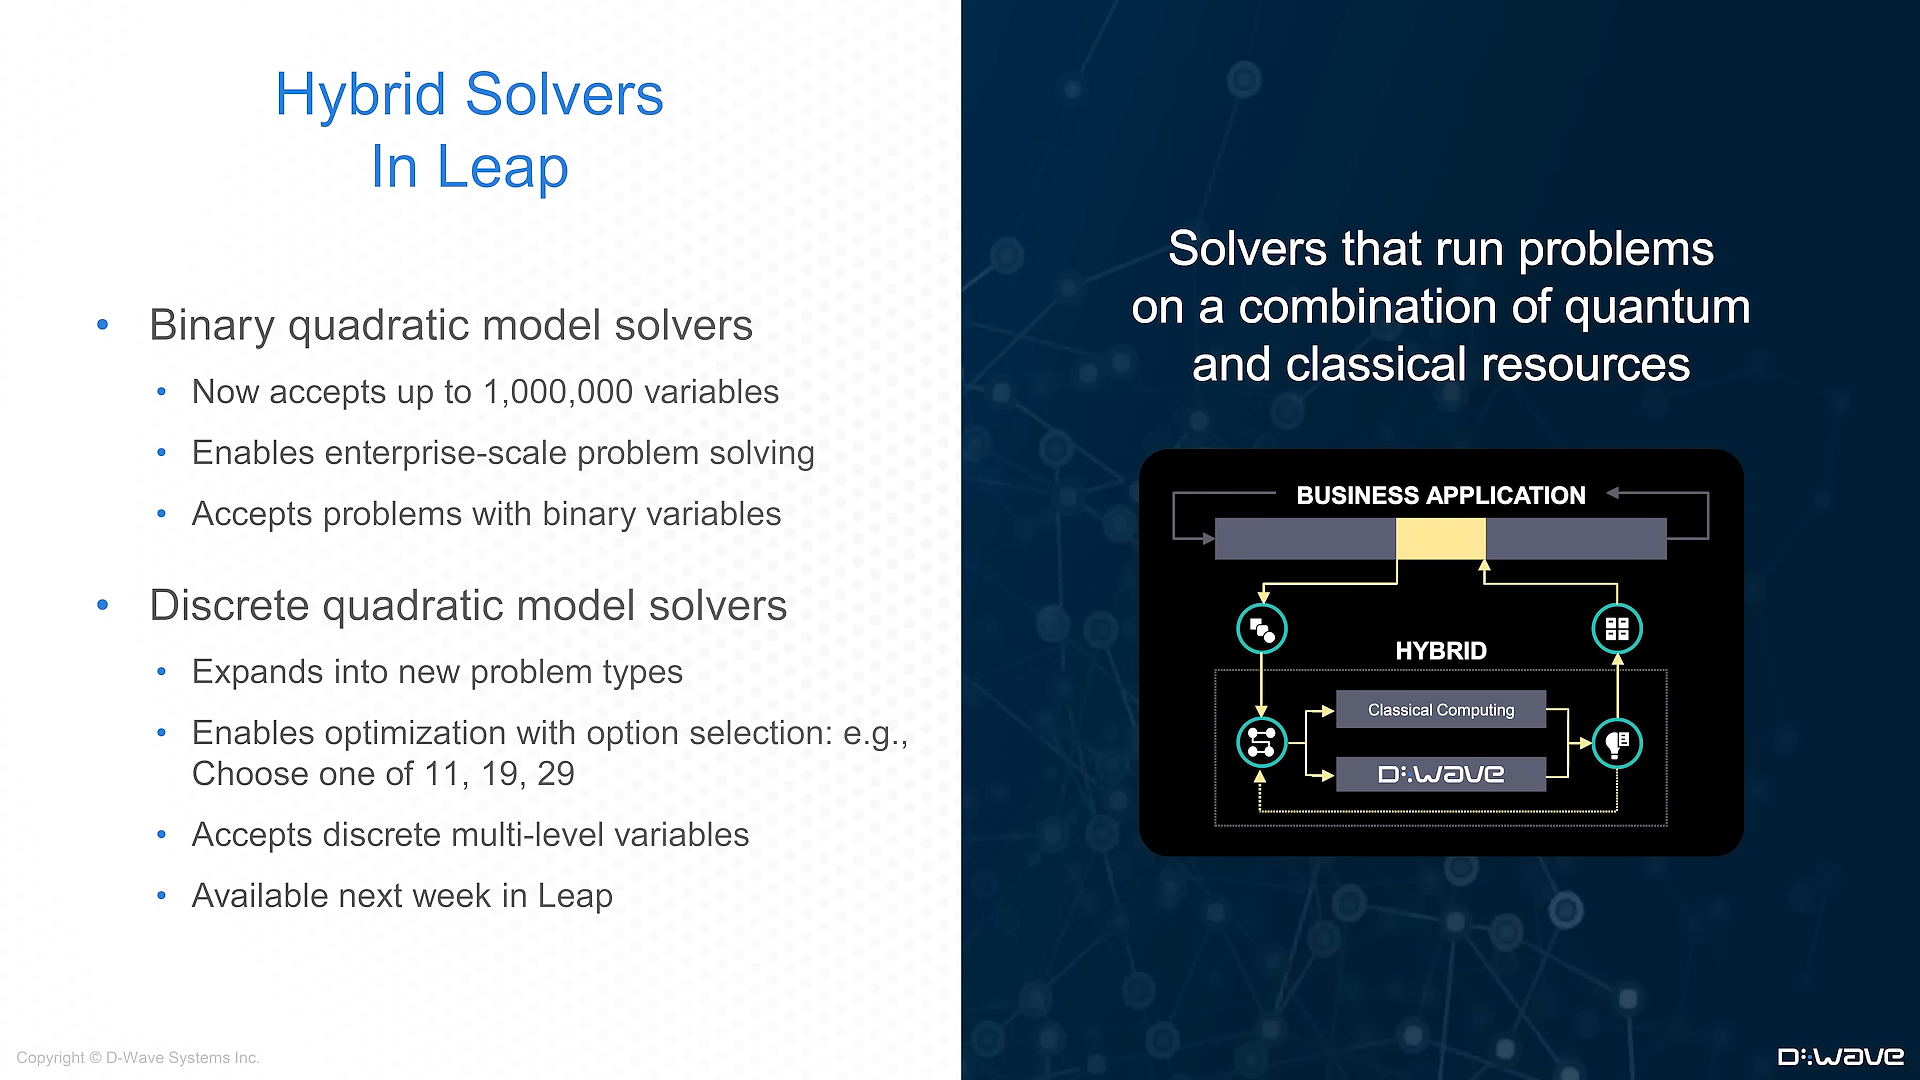 Hybrid Solvers
In Leap
• Binary quadratic model solvers
• Now accepts up to 1,000,000 variables
• Enables enterprise-scale problem solving
• Accepts problems with binary variables
• Discrete quadratic model solvers
• Expands into new problem types
• Enables optimization with option selection: e.g.,
Choose one of 11, 19, 29
• Accepts discrete multi-level variables
• Available next week in Leap
Copyright © D-Wave Systems Inc.
Solvers that run problems
on a combination of quantum
and classical resources
BUSINESS APPLICATION
HYBRID
Classical Computing
D:wave
D:wave